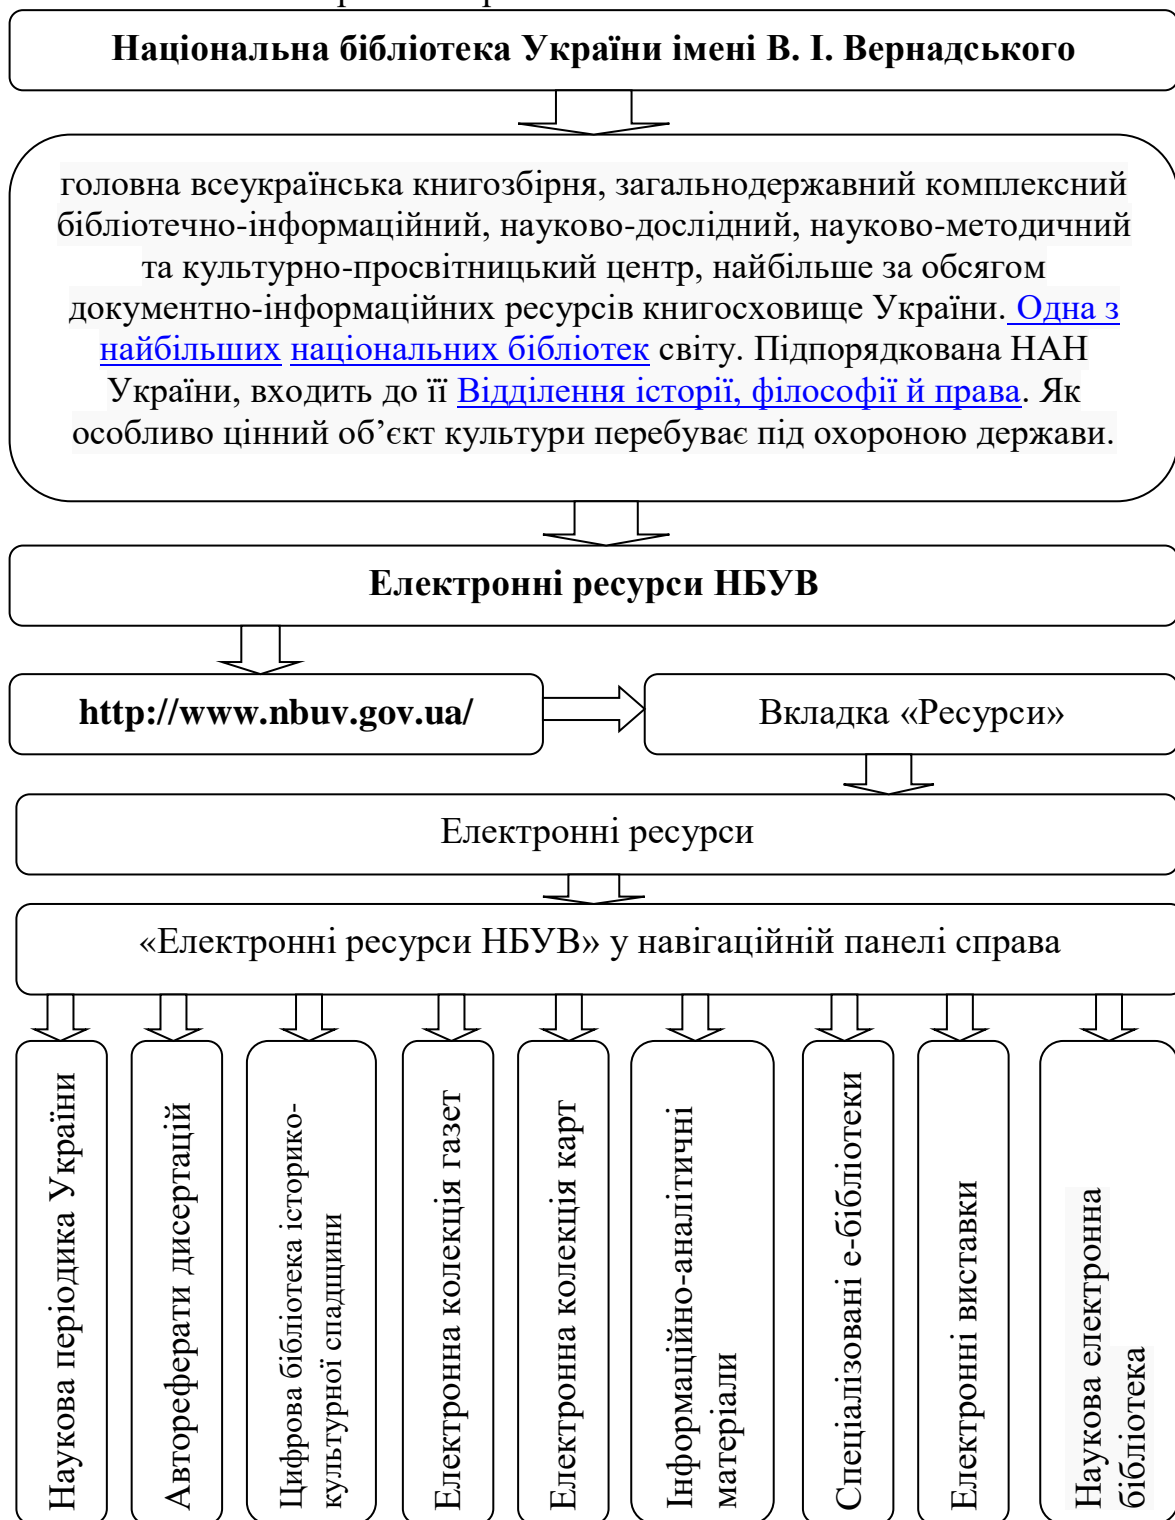 Національна бібліотека України імені В. І. Вернадського
головна всеукраїнська книгозбірня, загальнодержавний комплексний
бібліотечно-інформаційний, науково-дослідний, науково-методичний
та культурно-просвітницький центр, найбільше за обсягом
документно-інформаційних ресурсів книгосховище України. Одна з
найбільших національних бібліотек світу. Підпорядкована НАН
України, входить до її Відділення історії, філософії й права. Як
особливо цінний об’єкт культури перебуває під охороною держави.
Електронні ресурси НБУВ
http://www.nbuv.gov.ua/
Вкладка «Ресурси»
Електронні ресурси
«Електронні ресурси НБУВ» у навігаційній панелі справа
Наукова періодика України
Автореферати дисертацій
Цифрова бібліотека історико-
культурної спадщини
Електронна колекція газет
Електронна колекція карт
Інформаційно-аналітичні
матеріали
Спеціалізовані е-бібліотеки
Електронні виставки
Наукова електронна
бібліотека